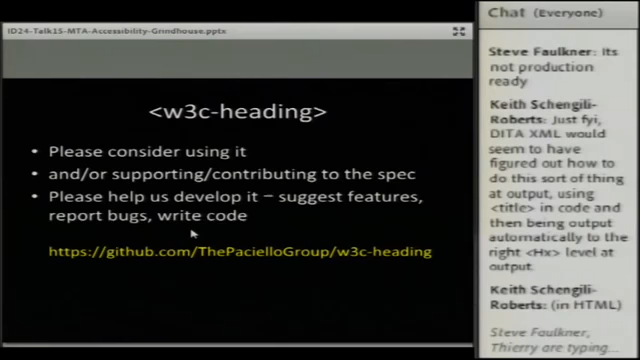 ID24-Talk15-MTA-Accessibility-Grindhouse.pptx
<w3c-heading>
• Please consider using it
• and/or supporting/contributing to the spec
• Please help us develop it – suggest features,
report bugs, write code
https://github.com/ThePacielloGroup/w3c-heading
Chat (Everyone)
Steve Faulkner: Its
not production
ready
Keith Schengili-
Roberts: Just fyi,
DITA XML would
seem to have
figured out how to
do this sort of thing
at output, using
<title> in code and
then being output
automatically to the
right <Hx> level at
output.
Keith Schengili-
Roberts: (in HTML)
Steve Faulkner,
Thierry are typing...